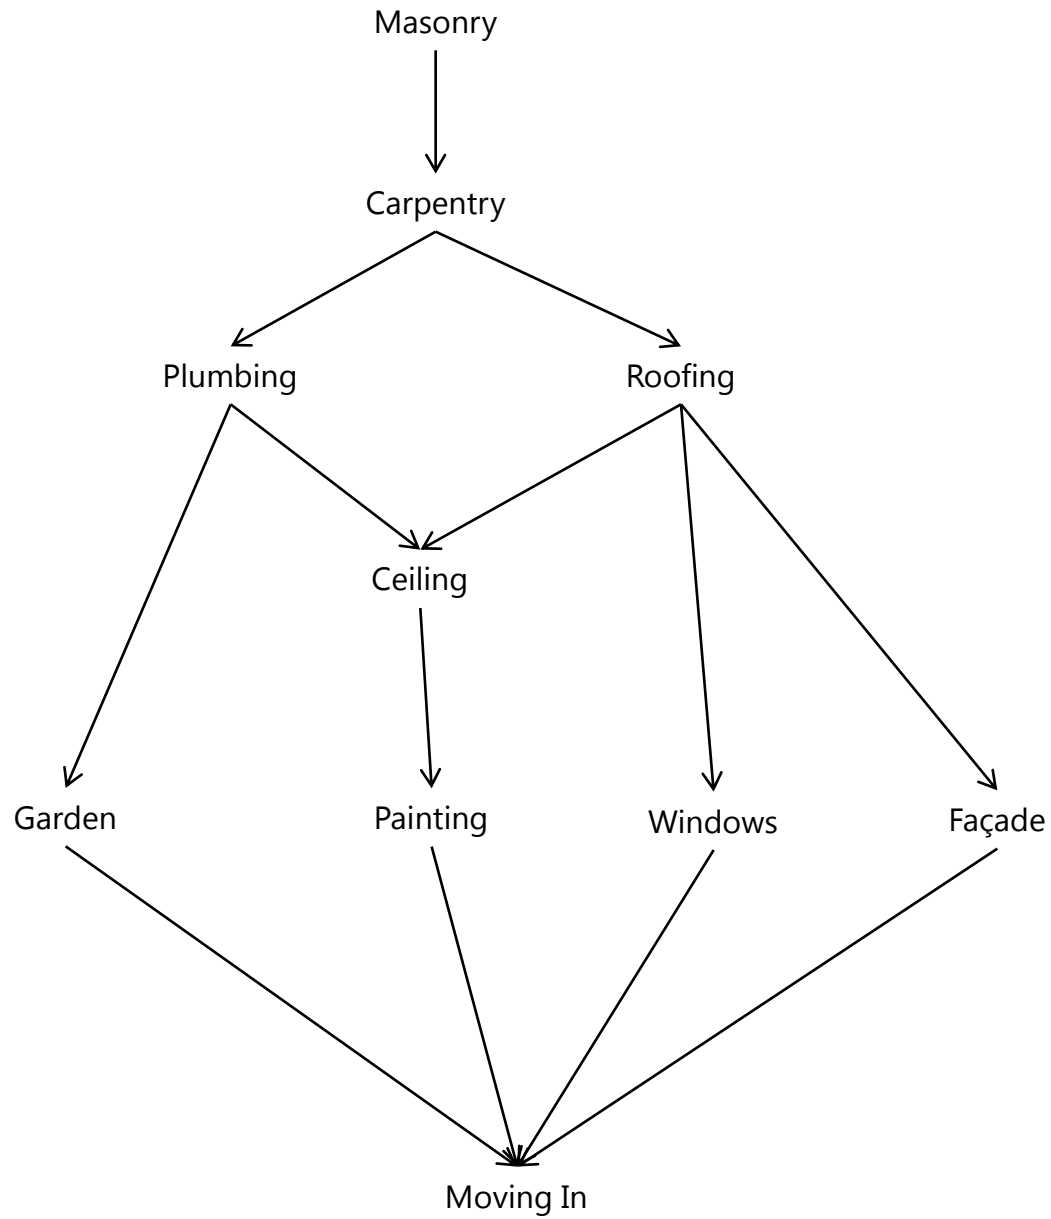 Masonry
Carpentry
Plumbing
Roofing
Ceiling
Garden
Painting
Windows
Façade
Moving In